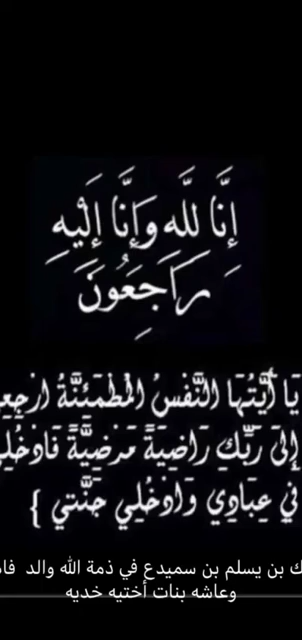 إِنَّا لِلَّهِ وَإِنَّا إِلَيْهِ
رَاجِعُونَ
يَا أَيَّتُهَا النَّفْسُ الْمُطْمَئِنَّةُ ارْجِعِي
إِلَىٰ رَبِّكِ رَاضِيَةً مَرْضِيَّةً فَادْخُلِي
فِي عِبَادِي وَادْخُلِي جَنَّتِي }
بن يسلم بن سميدع في ذمة الله والد
وعاشه بنات أختيه خديه